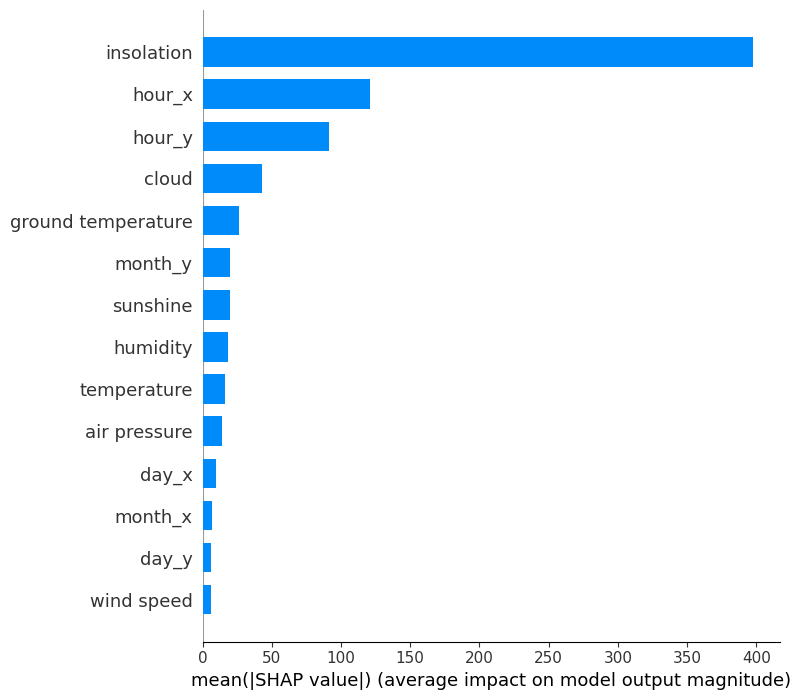 insolation
hour_x
hour_y
cloud
ground temperature
month_y
sunshine
humidity
temperature
air pressure
day_x
month_x
day_y
wind speed
0 50 100 150 200 250 300 350 400
mean(|SHAP value|) (average impact on model output magnitude)